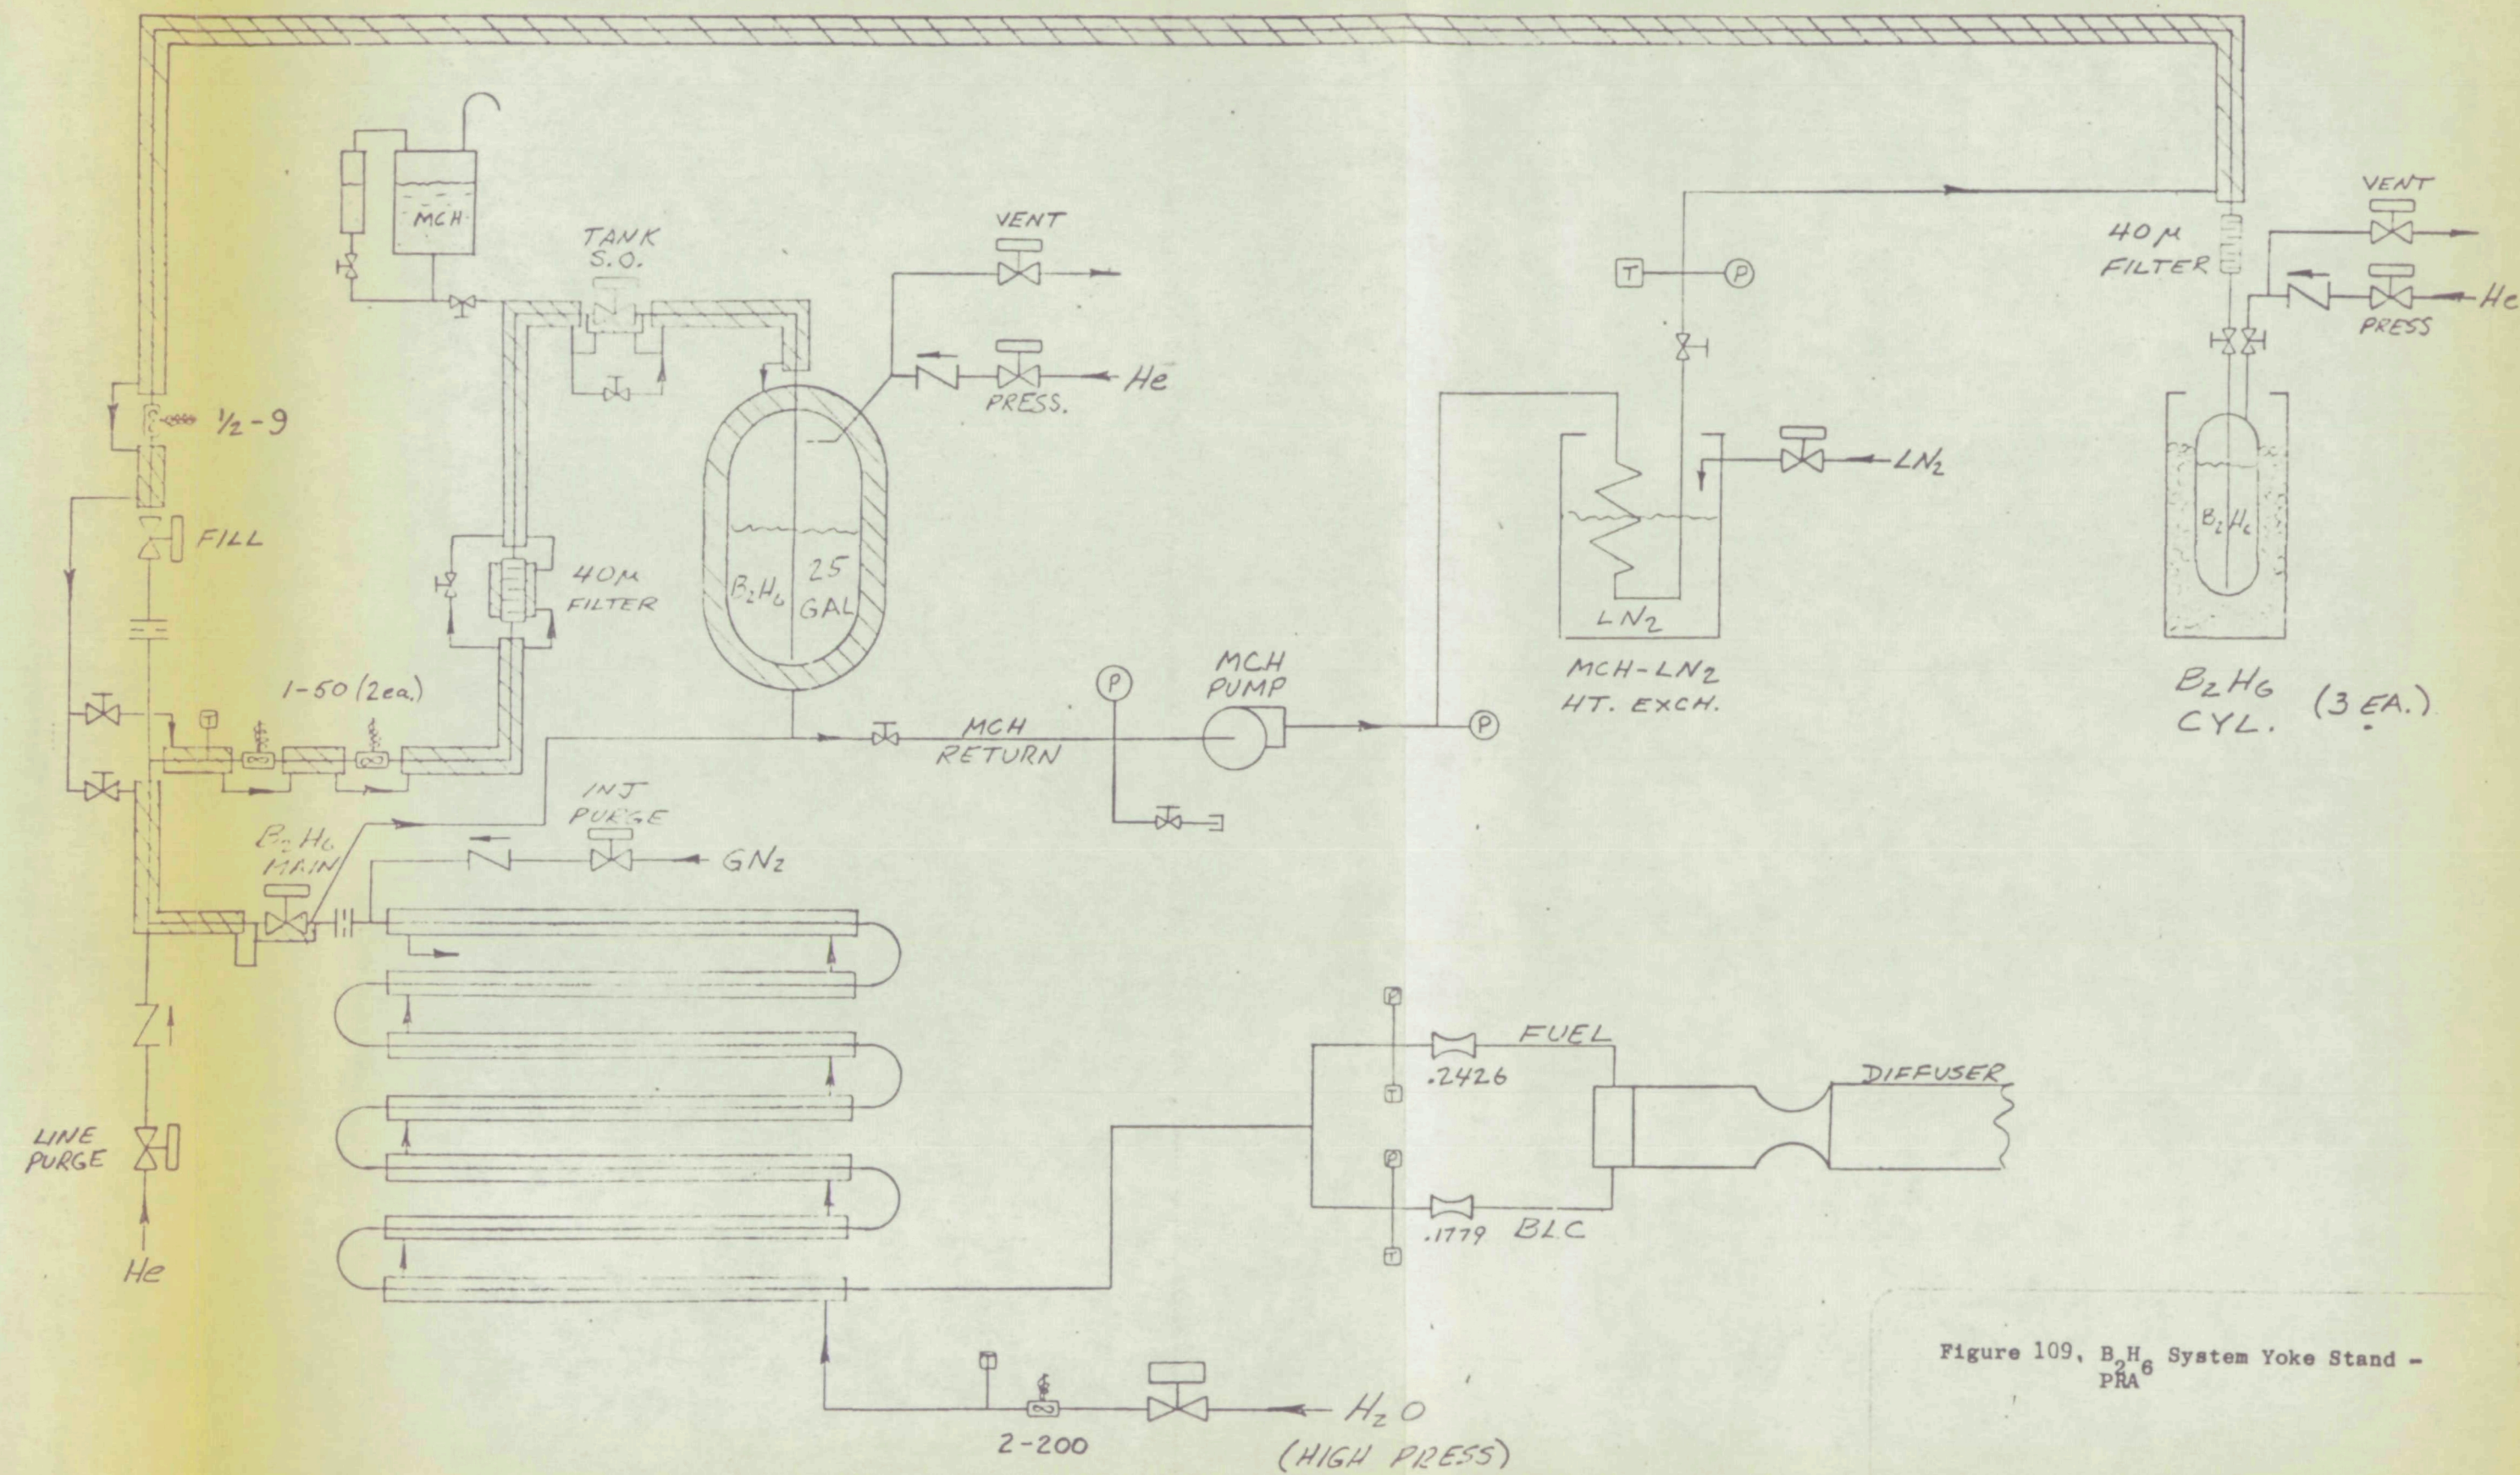 MCH
TANK
S.O.
VENT
He
PRESS.
½-9
FILL
40μ
FILTER
B₂H₆
25
GAL
1-50 (2ea.)
T
MCH
RETURN
P
MCH
PUMP
P
T
P
LN₂
LN₂
MCH-LN₂
HT. EXCH.
40μ
FILTER
VENT
He
PRESS
B₂H₆
B₂H₆
CYL.
(3 EA.)
INJ
PURGE
GN₂
B₂H₆
MAIN
LINE
PURGE
He
P
FUEL
.2426
T
P
.1779
BLC
T
DIFFUSER
T
2-200
H₂O
(HIGH PRESS)
Figure 109, B₂H₆ System Yoke Stand -
PRA